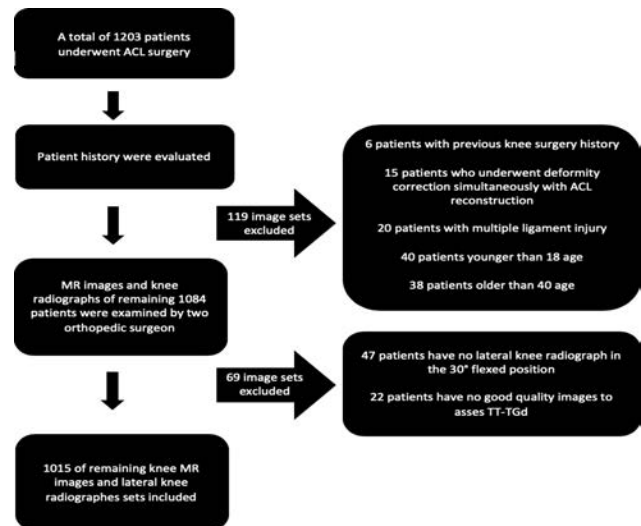 A total of 1203 patients
underwent ACL surgery
Patient history were evaluated
119 image sets
excluded
6 patients with previous knee surgery history
15 patients who underwent deformity
correction simultaneously with ACL
reconstruction
20 patients with multiple ligament injury
40 patients younger than 18 age
38 patients older than 40 age
MR images and knee
radiographs of remaining 1084
patients were examined by two
orthopedic surgeon
69 image sets
excluded
47 patients have no lateral knee radiograph in
the 30° flexed position
22 patients have no good quality images to
asses TT-TGd
1015 of remaining knee MR
images and lateral knee
radiographes sets included